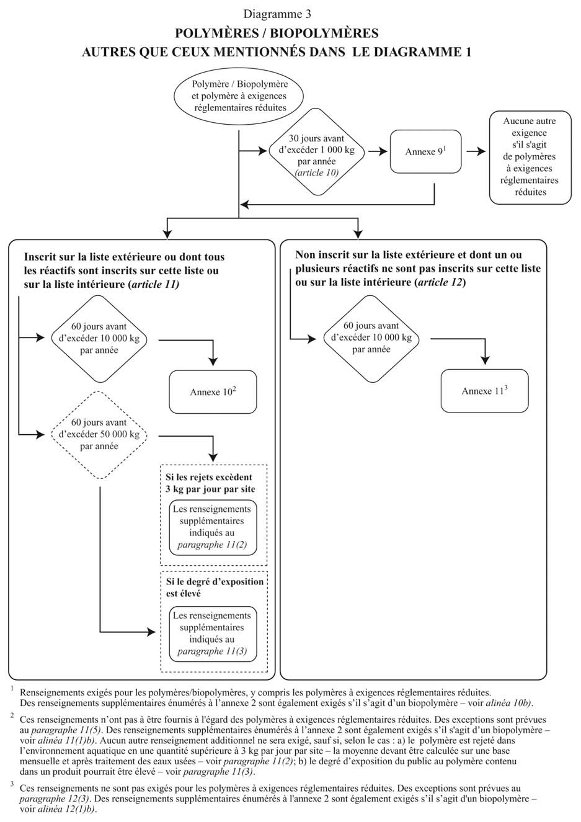 Diagramme 3
POLYMÈRES / BIOPOLYMÈRES
AUTRES QUE CEUX MENTIONNÉS DANS LE DIAGRAMME 1
Polymère / Biopolymère
et polymère à exigences
réglementaires réduites
30 jours avant
d'excéder 1 000 kg
par année
(article 10)
Annexe 9¹
Aucune autre
exigence
s'il s'agit
de polymères
à exigences
réglementaires
réduites
Inscrit sur la liste extérieure ou dont tous
les réactifs sont inscrits sur cette liste ou
sur la liste intérieure (article 11)
60 jours avant
d'excéder 10 000 kg
par année
Annexe 10²
60 jours avant
d'excéder 50 000 kg
par année
Si les rejets excèdent
3 kg par jour par site
Les renseignements
supplémentaires
indiqués au
paragraphe 11(2)
Si le degré d'exposition
est élevé
Les renseignements
supplémentaires
indiqués au
paragraphe 11(3)
Non inscrit sur la liste extérieure et dont un ou
plusieurs réactifs ne sont pas inscrits sur cette liste
ou sur la liste intérieure (article 12)
60 jours avant
d'excéder 10 000 kg
par année
Annexe 11³
1 Renseignements exigés pour les polymères/biopolymères, y compris les polymères à exigences réglementaires réduites.
Des renseignements supplémentaires énumérés à l'annexe 2 sont également exigés s'il s'agit d'un biopolymère – voir alinéa 10b).
2 Ces renseignements n'ont pas à être fournis à l'égard des polymères à exigences réglementaires réduites. Des exceptions sont prévues
au paragraphe 11(5). Des renseignements supplémentaires énumérés à l'annexe 2 sont également exigés s'il s'agit d'un biopolymère –
voir alinéa 11(1)b). Aucun autre renseignement additionnel ne sera exigé, sauf si, selon le cas : a) le polymère est rejeté dans
l'environnement aquatique en une quantité supérieure à 3 kg par jour par site – la moyenne devant être calculée sur une base
mensuelle et après traitement des eaux usées – voir paragraphe 11(2); b) le degré d'exposition du public au polymère contenu
dans un produit pourrait être élevé – voir paragraphe 11(3).
3 Ces renseignements ne sont pas exigés pour les polymères à exigences réglementaires réduites. Des exceptions sont prévues au
paragraphe 12(3). Des renseignements supplémentaires énumérés à l'annexe 2 sont également exigés s'il s'agit d'un biopolymère –
voir alinéa 12(1)b).